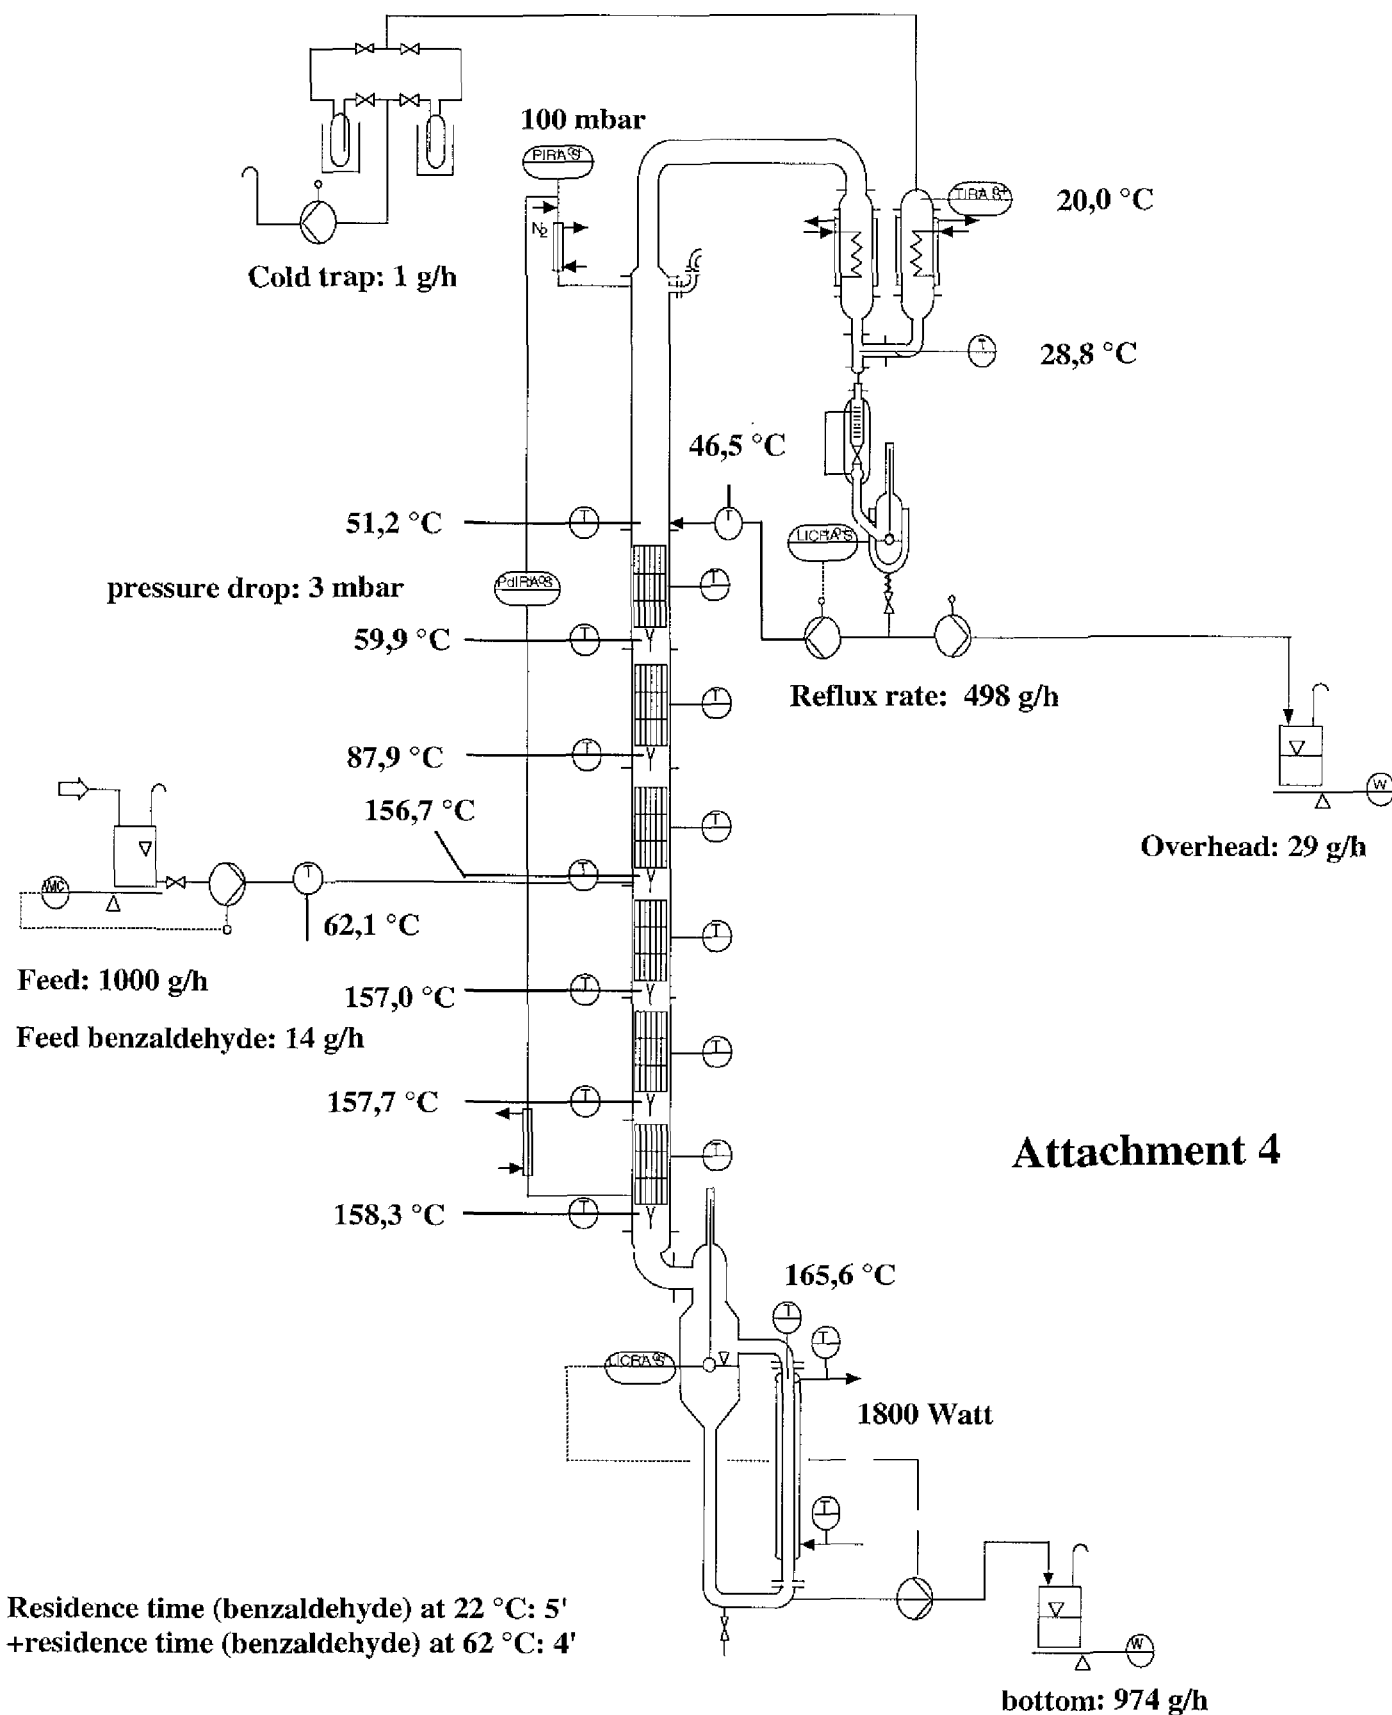 100 mbar
PIRA S
TIRA S+
20,0 °C
N2
Cold trap: 1 g/h
T
28,8 °C
46,5 °C
51,2 °C
T
T
LICRA S
pressure drop: 3 mbar
PdIRA S
T
59,9 °C
T
Reflux rate: 498 g/h
T
87,9 °C
T
W
156,7 °C
T
Overhead: 29 g/h
T
T
62,1 °C
T
Feed: 1000 g/h
157,0 °C
T
Feed benzaldehyde: 14 g/h
T
157,7 °C
T
Attachment 4
T
158,3 °C
T
165,6 °C
T
T
LICRA S
1800 Watt
T
Residence time (benzaldehyde) at 22 °C: 5'
+residence time (benzaldehyde) at 62 °C: 4'
W
bottom: 974 g/h